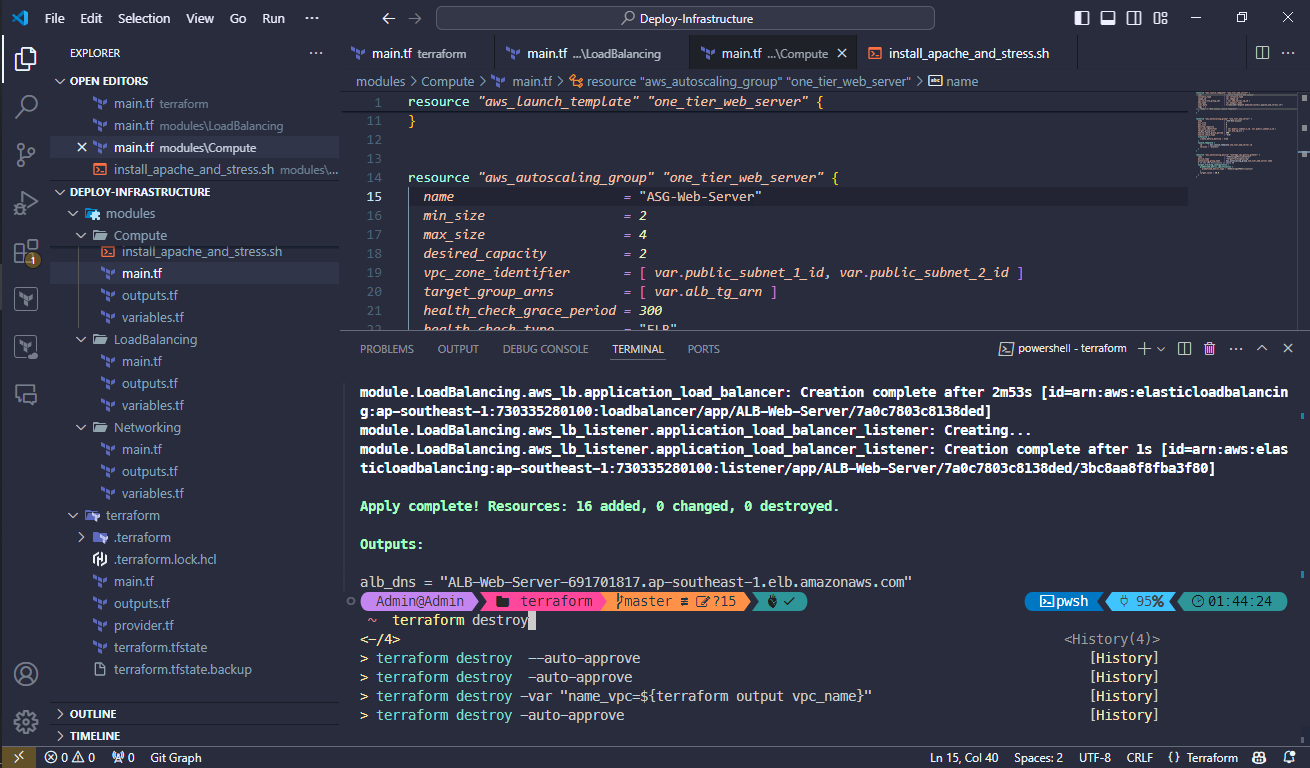 File Edit Selection View Go Run ···
Deploy-Infrastructure
EXPLORER
OPEN EDITORS
main.tf terraform
main.tf modules\LoadBalancing
main.tf modules\Compute
install_apache_and_stress.sh modules\...
DEPLOY-INFRASTRUCTURE
modules
Compute
install_apache_and_stress.sh
main.tf
outputs.tf
variables.tf
LoadBalancing
main.tf
outputs.tf
variables.tf
Networking
main.tf
outputs.tf
variables.tf
terraform
.terraform
.terraform.lock.hcl
main.tf
outputs.tf
provider.tf
terraform.tfstate
terraform.tfstate.backup
OUTLINE
TIMELINE
1
main.tf terraform
main.tf ...\LoadBalancing
main.tf ...\Compute
install_apache_and_stress.sh
modules > Compute > main.tf > resource "aws_autoscaling_group" "one_tier_web_server" > abc name
1 resource "aws_launch_template" "one_tier_web_server" {
11 }
12
13
14 resource "aws_autoscaling_group" "one_tier_web_server" {
15 name = "ASG-Web-Server"
16 min_size = 2
17 max_size = 4
18 desired_capacity = 2
19 vpc_zone_identifier = [ var.public_subnet_1_id, var.public_subnet_2_id ]
20 target_group_arns = [ var.alb_tg_arn ]
21 health_check_grace_period = 300
22 health_check_type = "ELB"
PROBLEMS OUTPUT DEBUG CONSOLE TERMINAL PORTS
powershell - terraform
module.LoadBalancing.aws_lb.application_load_balancer: Creation complete after 2m53s [id=arn:aws:elasticloadbalancin
g:ap-southeast-1:730335280100:loadbalancer/app/ALB-Web-Server/7a0c7803c8138ded]
module.LoadBalancing.aws_lb_listener.application_load_balancer_listener: Creating...
module.LoadBalancing.aws_lb_listener.application_load_balancer_listener: Creation complete after 1s [id=arn:aws:elas
ticloadbalancing:ap-southeast-1:730335280100:listener/app/ALB-Web-Server/7a0c7803c8138ded/3bc8aa8f8fba3f80]
Apply complete! Resources: 16 added, 0 changed, 0 destroyed.
Outputs:
alb_dns = "ALB-Web-Server-691701817.ap-southeast-1.elb.amazonaws.com"
Admin@Admin terraform master ≢ ?15 ✓ pwsh 95% 01:44:24
~ terraform destroy
<-/4> <History(4)>
> terraform destroy --auto-approve [History]
> terraform destroy -auto-approve [History]
> terraform destroy -var "name_vpc=${terraform output vpc_name}" [History]
> terraform destroy -auto-approve [History]
0 0 0 Git Graph Ln 15, Col 40 Spaces: 2 UTF-8 CRLF {} Terraform